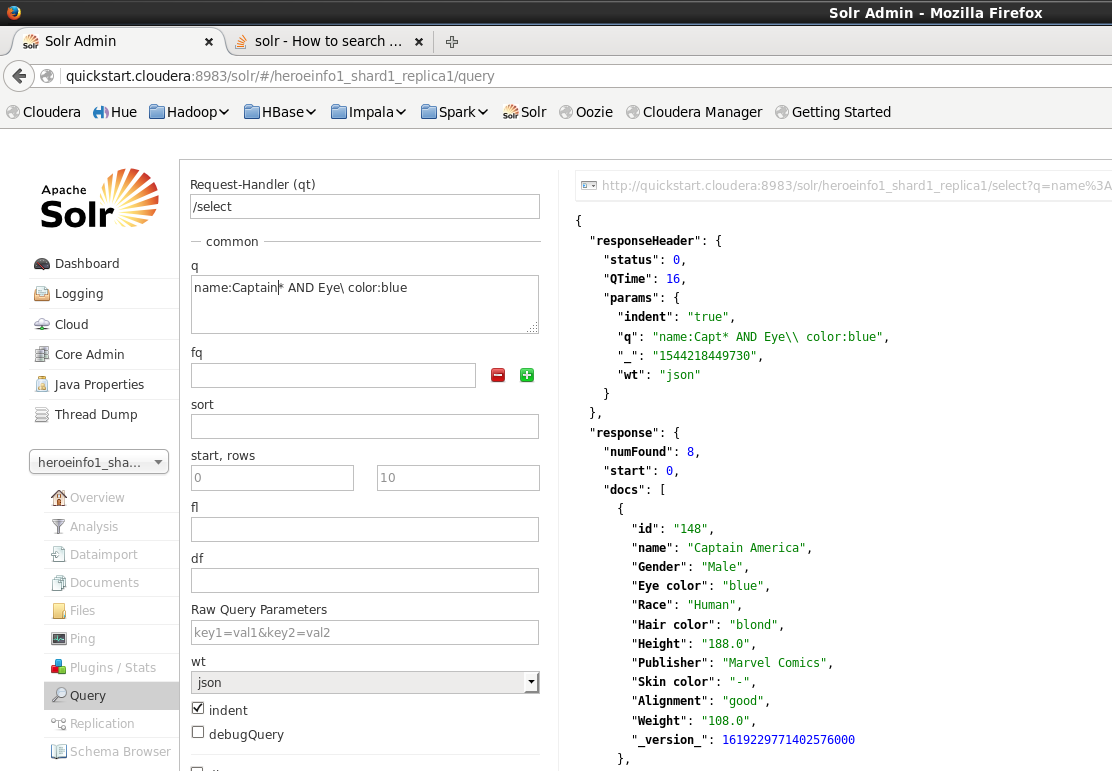 Solr Admin - Mozilla Firefox
Solr Admin
solr - How to search ...
quickstart.cloudera:8983/solr/#/heroeinfo1_shard1_replica1/query
Cloudera Hue Hadoop HBase Impala Spark Solr Oozie Cloudera Manager Getting Started
Apache
Solr
Dashboard
Logging
Cloud
Core Admin
Java Properties
Thread Dump
heroeinfo1_sha...
Overview
Analysis
Dataimport
Documents
Files
Ping
Plugins / Stats
Query
Replication
Schema Browser
Request-Handler (qt)
/select
common
q
name:Captain* AND Eye\ color:blue
fq
sort
start, rows
0 10
fl
df
Raw Query Parameters
key1=val1&key2=val2
wt
json
indent
debugQuery
http://quickstart.cloudera:8983/solr/heroeinfo1_shard1_replica1/select?q=name%3A
{
"responseHeader": {
"status": 0,
"QTime": 16,
"params": {
"indent": "true",
"q": "name:Capt* AND Eye\\ color:blue",
"_": "1544218449730",
"wt": "json"
}
},
"response": {
"numFound": 8,
"start": 0,
"docs": [
{
"id": "148",
"name": "Captain America",
"Gender": "Male",
"Eye color": "blue",
"Race": "Human",
"Hair color": "blond",
"Height": "188.0",
"Publisher": "Marvel Comics",
"Skin color": "-",
"Alignment": "good",
"Weight": "108.0",
"_version_": 1619229771402576000
},